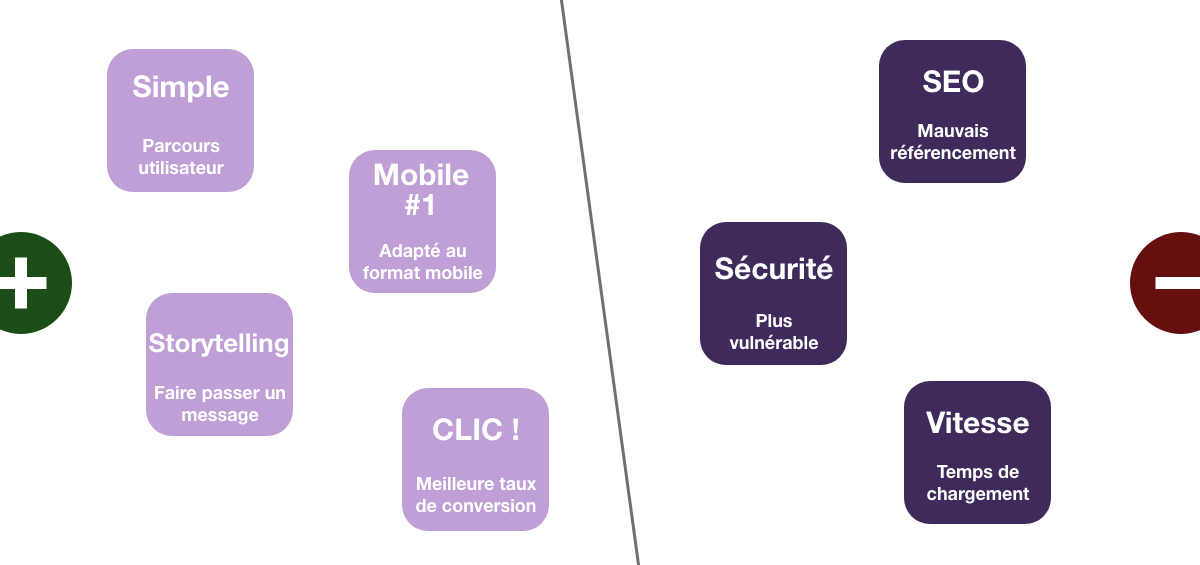 Simple
Parcours
utilisateur
Mobile
#1
Adapté au
format mobile
Storytelling
Faire passer un
message
CLIC !
Meilleure taux
de conversion
SEO
Mauvais
référencement
Sécurité
Plus
vulnérable
Vitesse
Temps de
chargement